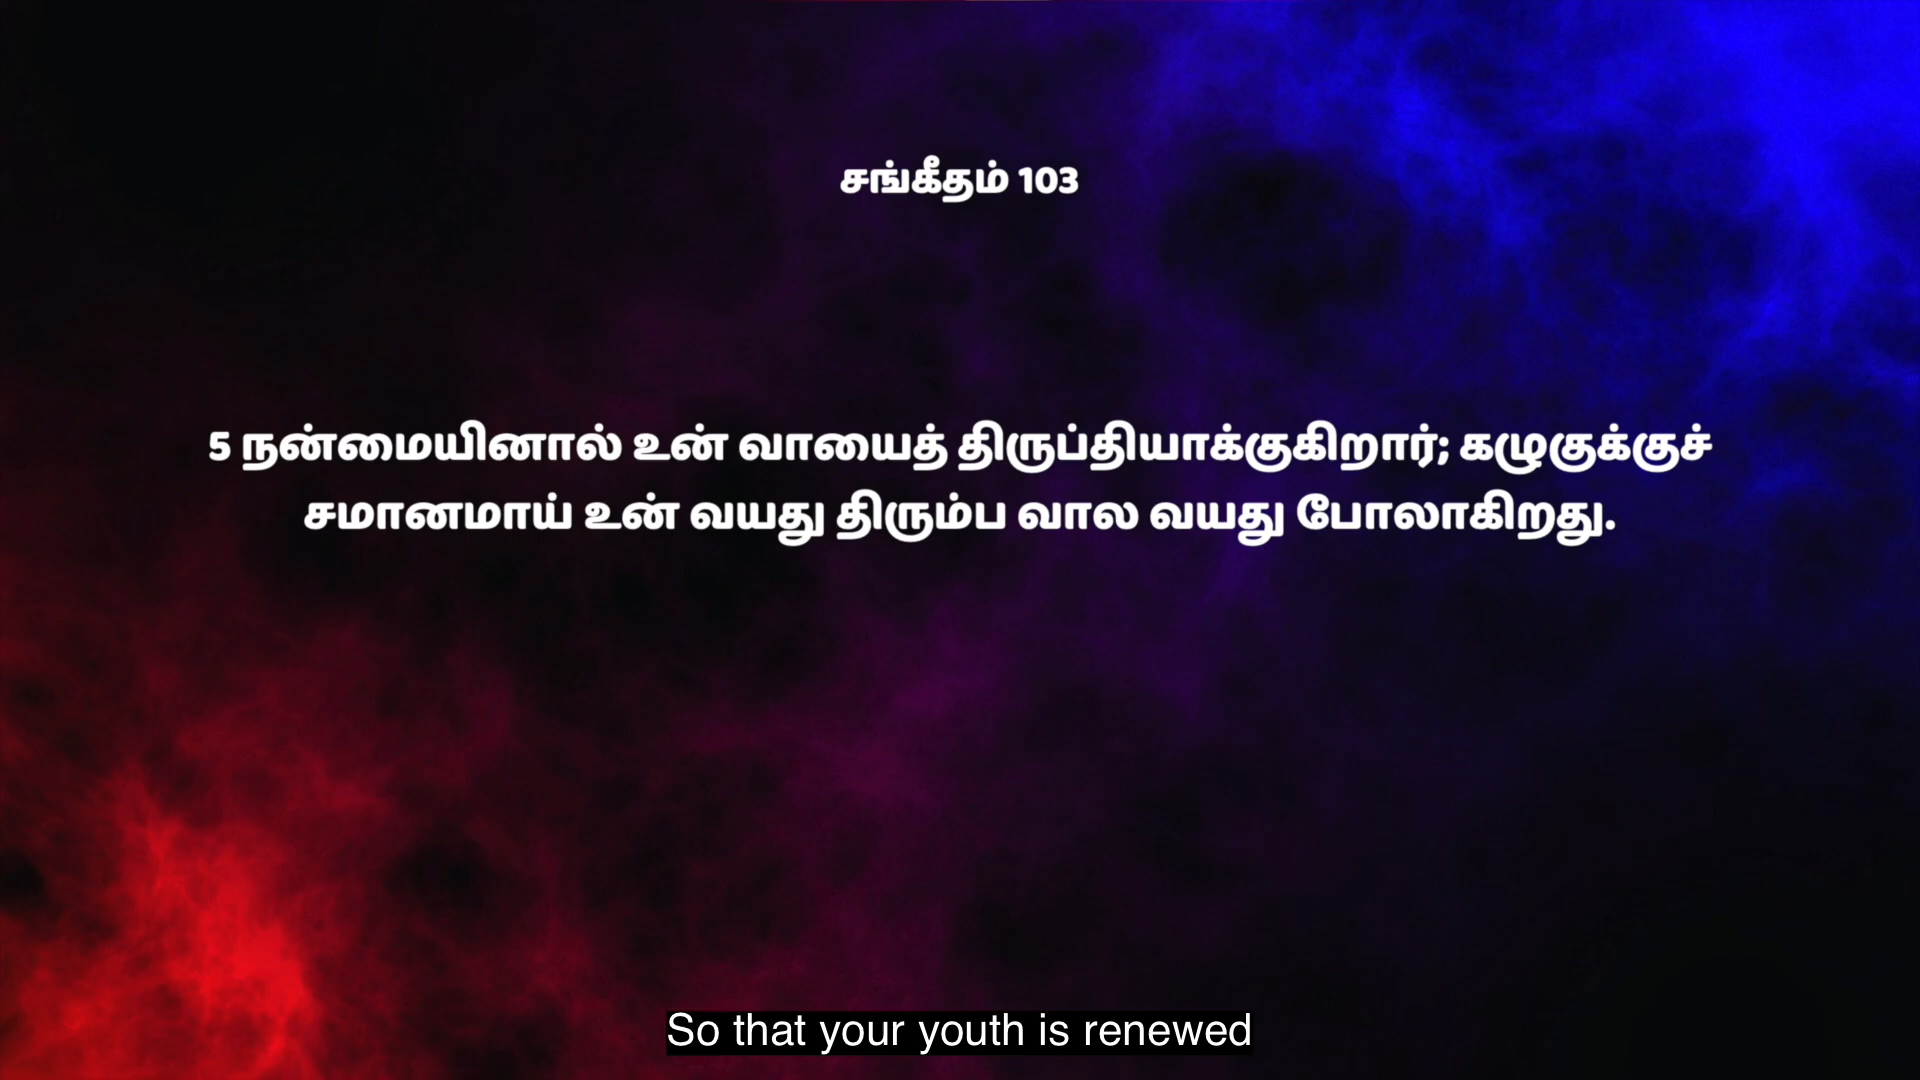 சங்கீதம் 103
5 நன்மையினால் உன் வாயைத் திருப்தியாக்குகிறார்; கழுகுக்குச்
சமானமாய் உன் வயது திரும்ப வால வயது போலாகிறது.
So that your youth is renewed